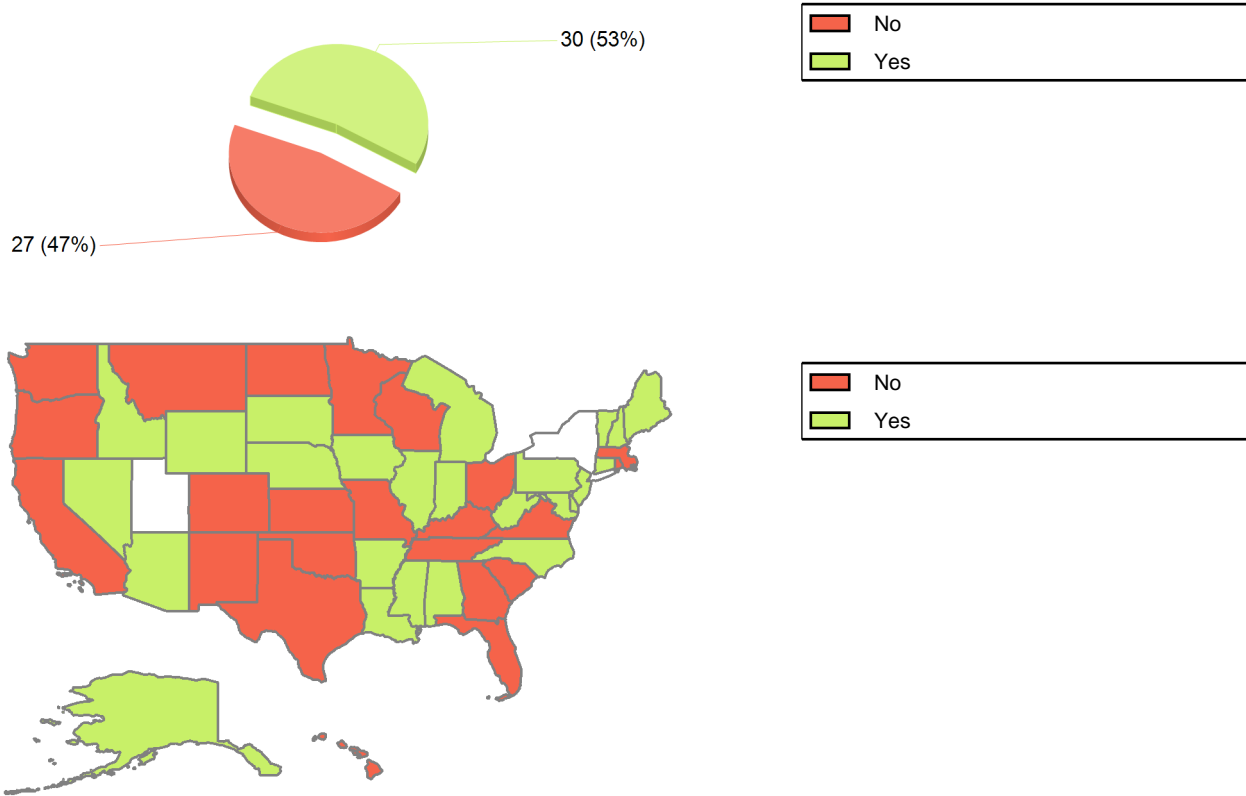 30 (53%)
27 (47%)
No
Yes
No
Yes